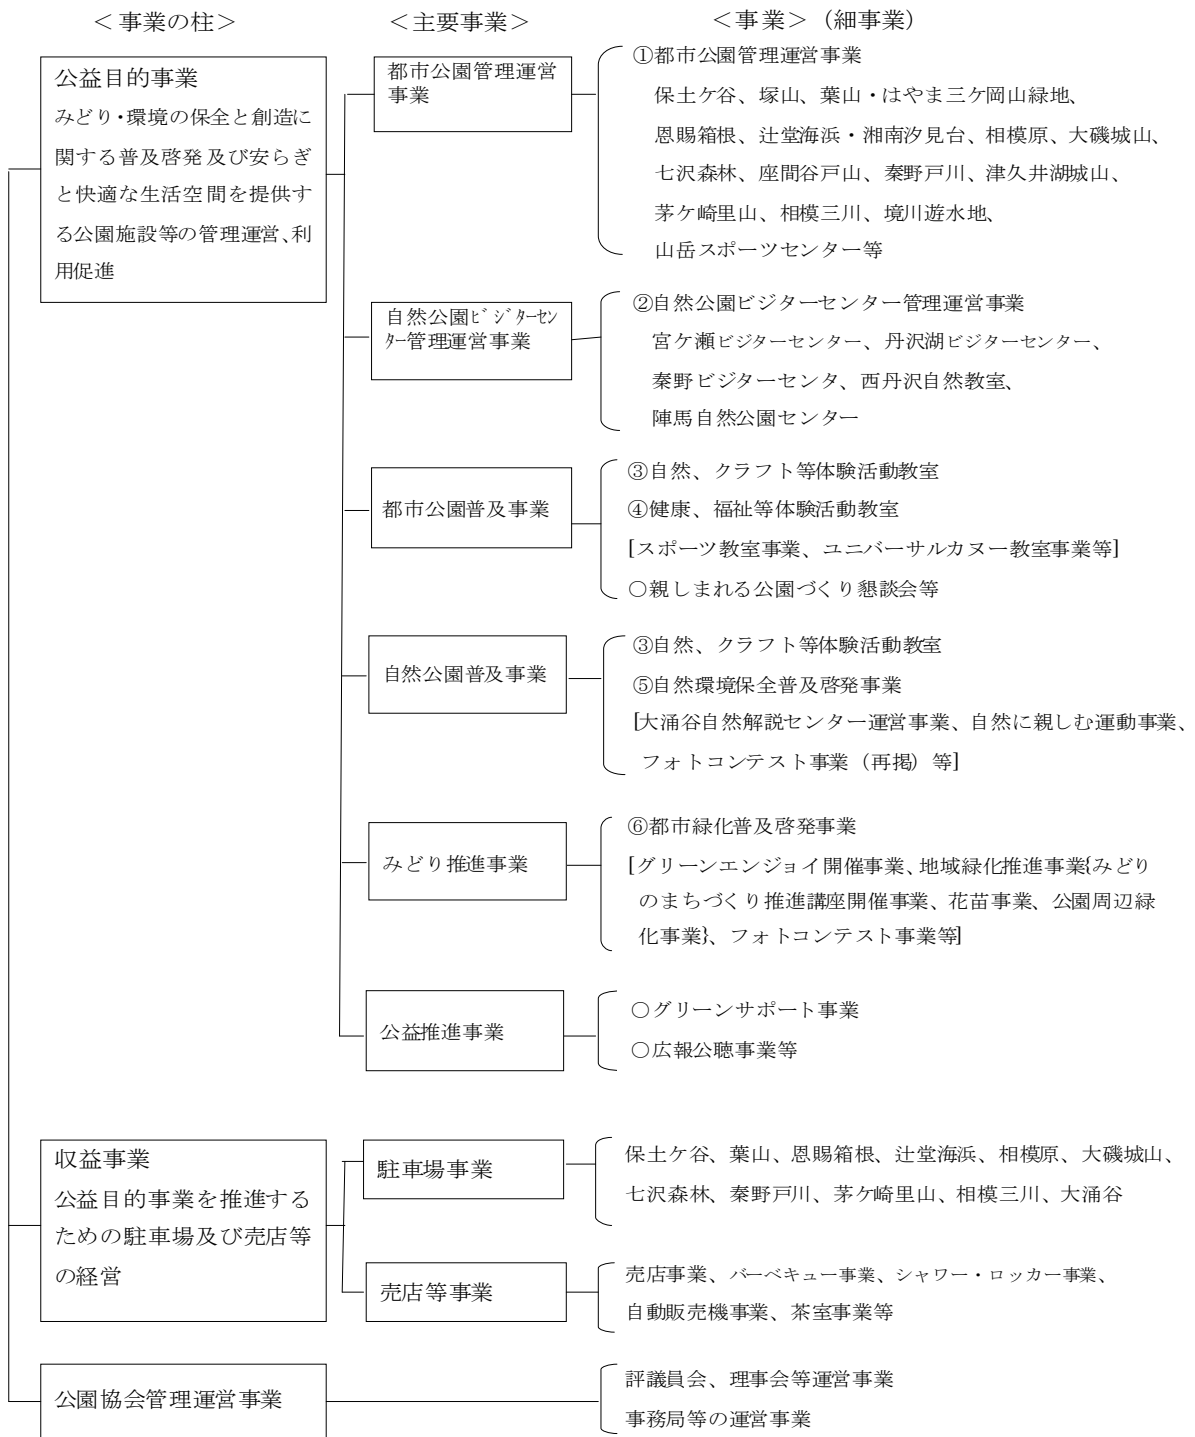 ＜事業の柱＞ ＜主要事業＞ ＜事業＞（細事業）
公益目的事業
みどり・環境の保全と創造に
関する普及啓発及び安らぎ
と快適な生活空間を提供す
る公園施設等の管理運営、利
用促進
都市公園管理運営
事業
①都市公園管理運営事業
保土ケ谷、塚山、葉山・はやま三ケ岡山緑地、
恩賜箱根、辻堂海浜・湘南汐見台、相模原、大磯城山、
七沢森林、座間谷戸山、秦野戸川、津久井湖城山、
茅ケ崎里山、相模三川、境川遊水地、
山岳スポーツセンター等
自然公園ﾋﾞｼﾞﾀｰｾﾝ
ﾀｰ管理運営事業
②自然公園ビジターセンター管理運営事業
宮ケ瀬ビジターセンター、丹沢湖ビジターセンター、
秦野ビジターセンタ、西丹沢自然教室、
陣馬自然公園センター
都市公園普及事業
③自然、クラフト等体験活動教室
④健康、福祉等体験活動教室
[スポーツ教室事業、ユニバーサルカヌー教室事業等]
○親しまれる公園づくり懇談会等
自然公園普及事業
③自然、クラフト等体験活動教室
⑤自然環境保全普及啓発事業
[大涌谷自然解説センター運営事業、自然に親しむ運動事業、
フォトコンテスト事業（再掲）等]
みどり推進事業
⑥都市緑化普及啓発事業
[グリーンエンジョイ開催事業、地域緑化推進事業{みどり
のまちづくり推進講座開催事業、花苗事業、公園周辺緑
化事業}、フォトコンテスト事業等]
公益推進事業
○グリーンサポート事業
○広報公聴事業等
収益事業
公益目的事業を推進する
ための駐車場及び売店等
の経営
駐車場事業
保土ケ谷、葉山、恩賜箱根、辻堂海浜、相模原、大磯城山、
七沢森林、秦野戸川、茅ケ崎里山、相模三川、大涌谷
売店等事業
売店事業、バーベキュー事業、シャワー・ロッカー事業、
自動販売機事業、茶室事業等
公園協会管理運営事業
評議員会、理事会等運営事業
事務局等の運営事業